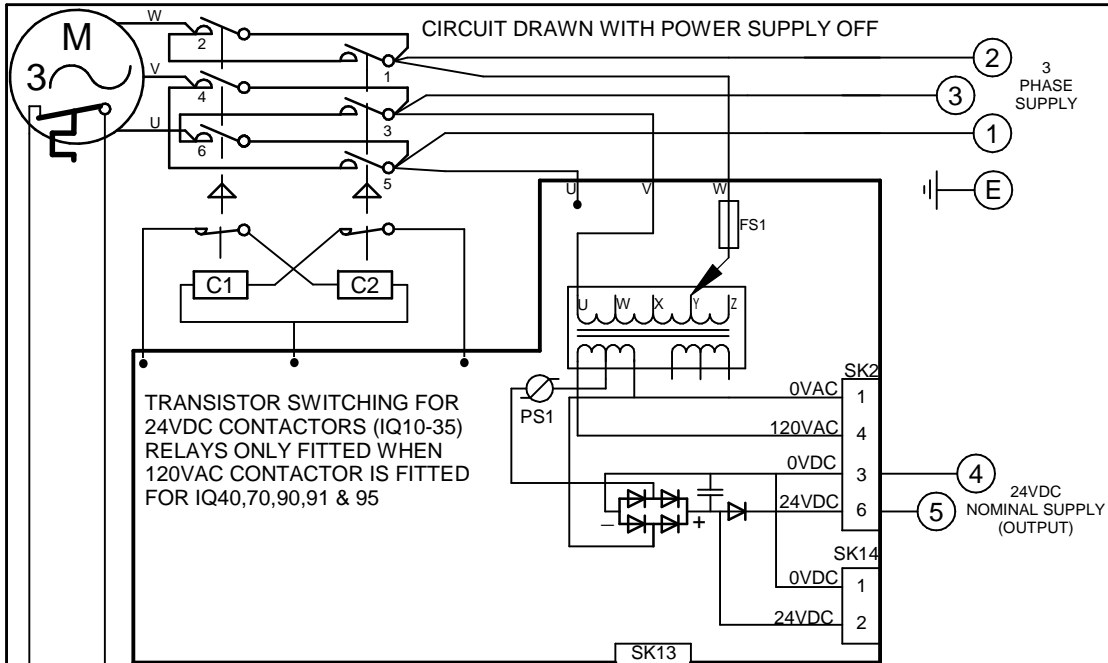 CIRCUIT DRAWN WITH POWER SUPPLY OFF
W
V
U
M
3
2
4
6
1
3
5
2
3
1
E
3
PHASE
SUPPLY
U
V
W
FS1
C1
C2
U
W
X
Y
Z
PS1
TRANSISTOR SWITCHING FOR
24VDC CONTACTORS (IQ10-35)
RELAYS ONLY FITTED WHEN
120VAC CONTACTOR IS FITTED
FOR IQ40,70,90,91 & 95
SK2
0VAC 1
120VAC 4
0VDC 3
24VDC 6
4
5
24VDC
NOMINAL SUPPLY
(OUTPUT)
− +
SK14
0VDC 1
24VDC 2
SK13